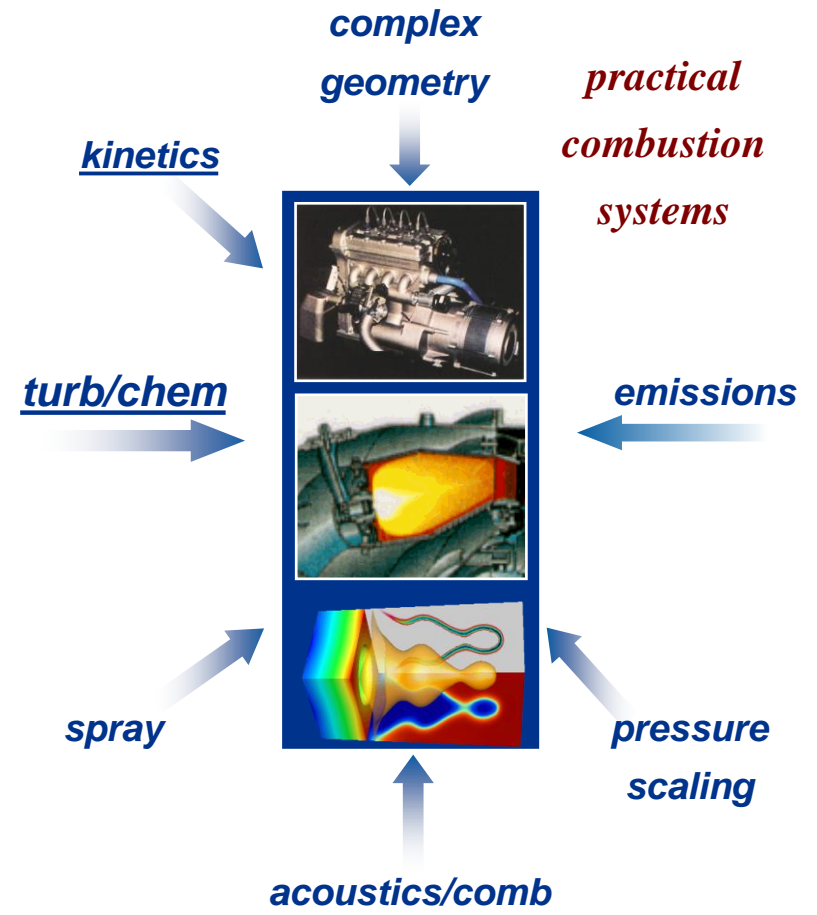 complex
geometry
practical
combustion
systems
kinetics
turb/chem
emissions
spray
pressure
scaling
acoustics/comb